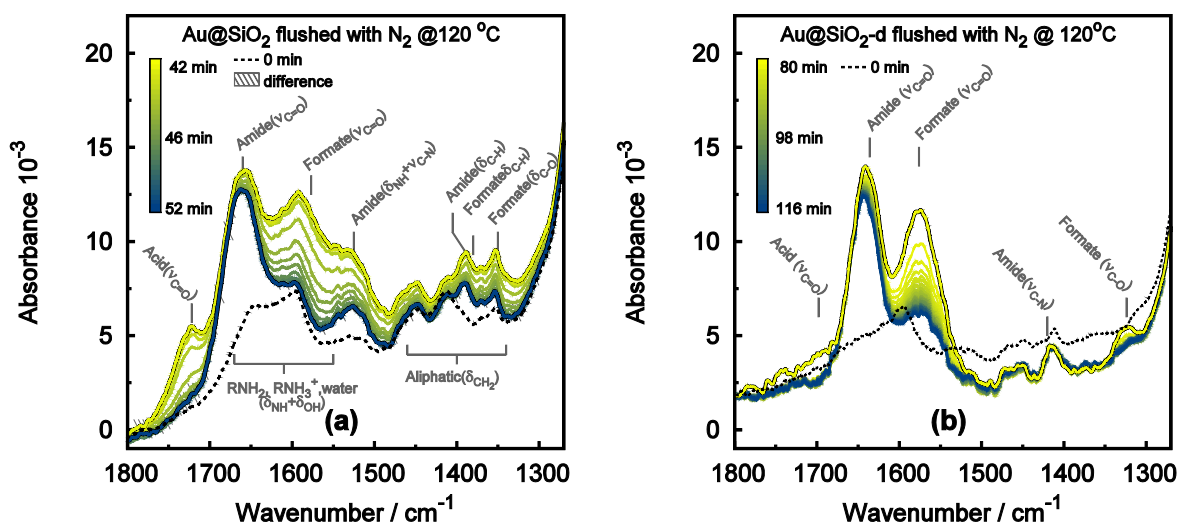 Au@SiO2 flushed with N2 @120 °C
42 min
46 min
52 min
0 min
difference
Acid(νC=O)
Amide(νC=O)
Formate(νC=O)
Amide(δNH+νC-N)
Amide(δC-H)
Formateδ(C-H)
Formate(δC-O)
RNH2, RNH3+,water
(δNH+δOH)
Aliphatic(δCH2)
(a)
20
15
10
5
0
Absorbance 10-3
1800 1700 1600 1500 1400 1300
Wavenumber / cm-1
Au@SiO2-d flushed with N2 @ 120°C
80 min
98 min
116 min
0 min
Acid (νC=O)
Amide (νC=O)
Formate (νC=O)
Amide(νC-N)
Formate (νC-O)
(b)
20
15
10
5
0
Absorbance 10-3
1800 1700 1600 1500 1400 1300
Wavenumber / cm-1